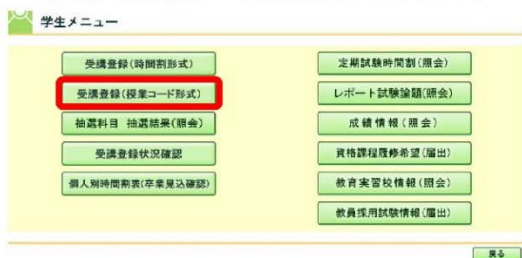 学生メニュー
受講登録(時間割形式)
受講登録(授業コード形式)
抽選科目 抽選結果(照会)
受講登録状況確認
個人別時間割表(卒業見込確認)
定期試験時間割(照会)
レポート試験論題(照会)
成績情報(照会)
資格課程履修希望(届出)
教育実習校情報(照会)
教員採用試験情報(届出)
戻る